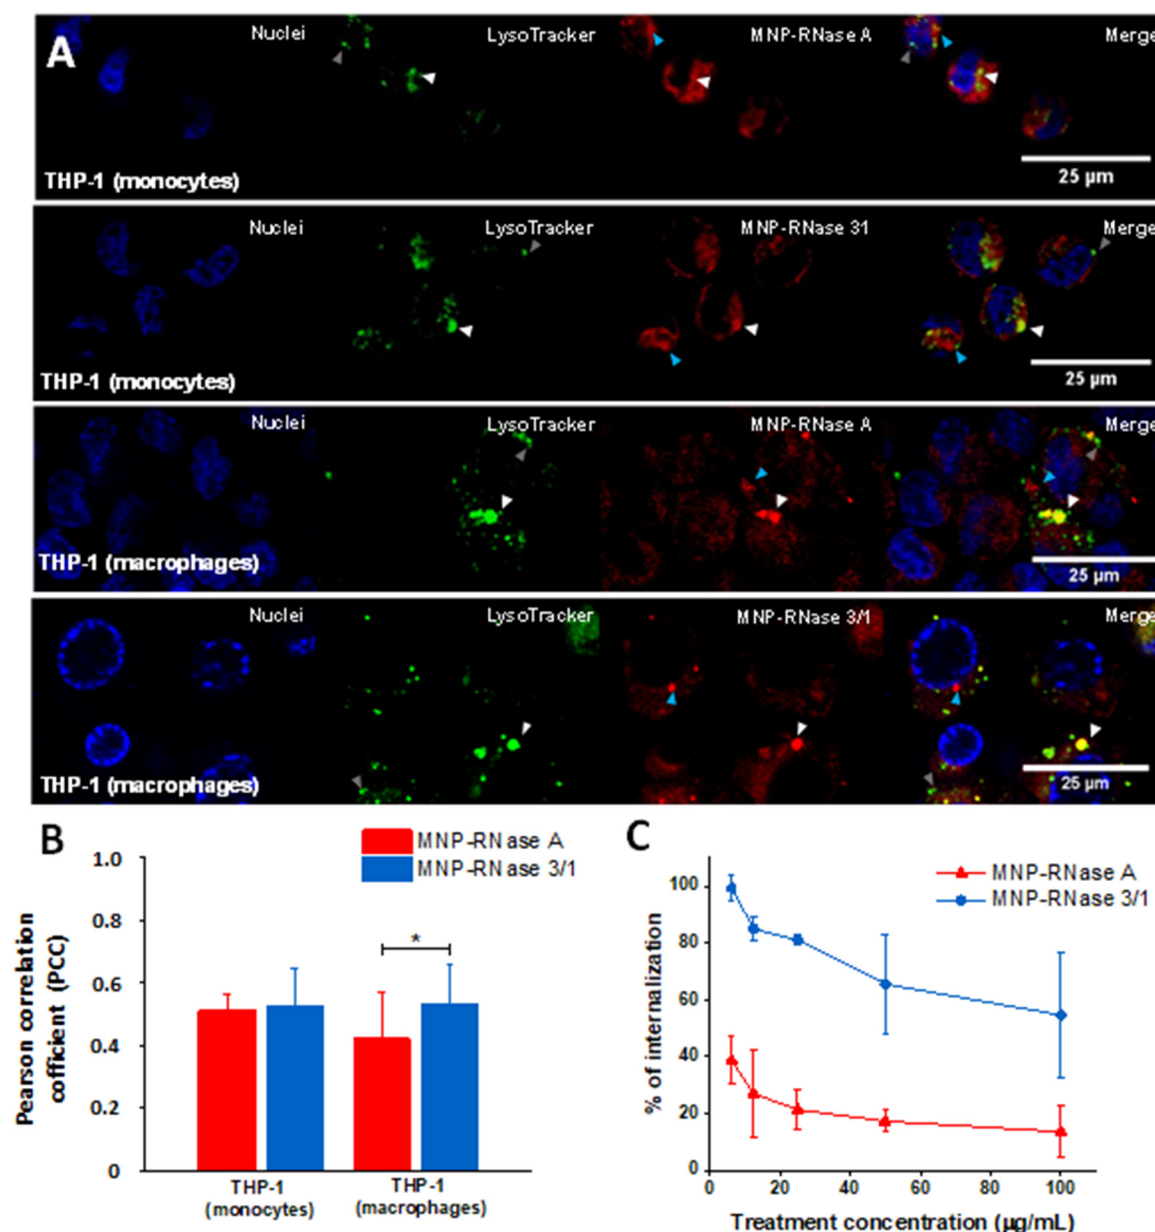 A
Nuclei LysoTracker MNP-RNase A Merge
THP-1 (monocytes) 25 µm
Nuclei LysoTracker MNP-RNase 31 Merge
THP-1 (monocytes) 25 µm
Nuclei LysoTracker MNP-RNase A Merge
THP-1 (macrophages) 25 µm
Nuclei LysoTracker MNP-RNase 3/1 Merge
THP-1 (macrophages) 25 µm
B
MNP-RNase A
MNP-RNase 3/1
Pearson correlation
cofficient (PCC)
1.0
0.8
0.6
0.4
0.2
0
*
THP-1
(monocytes)
THP-1
(macrophages)
C
MNP-RNase A
MNP-RNase 3/1
% of internalization
100
80
60
40
20
0
0 20 40 60 80 100
Treatment concentration (µg/mL)